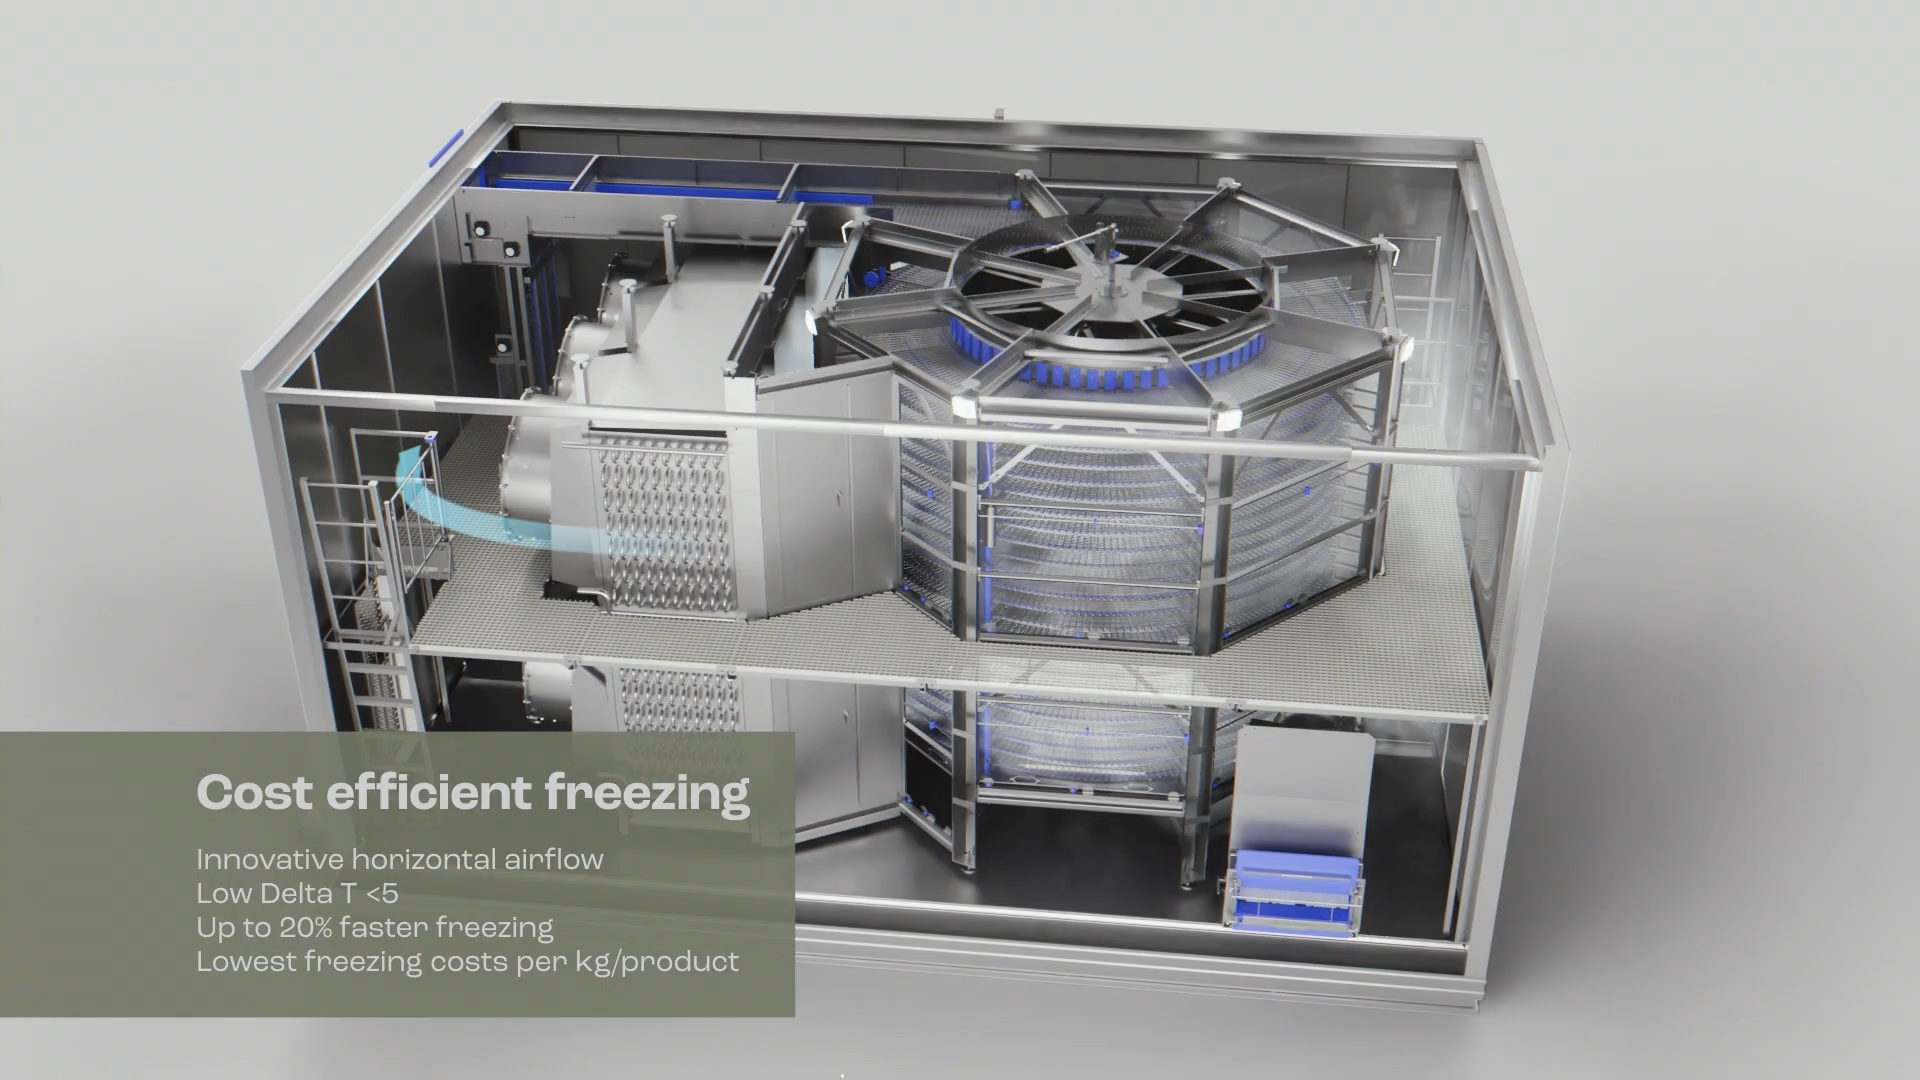 Cost efficient freezing
Innovative horizontal airflow
Low Delta T <5
Up to 20% faster freezing
Lowest freezing costs per kg/product